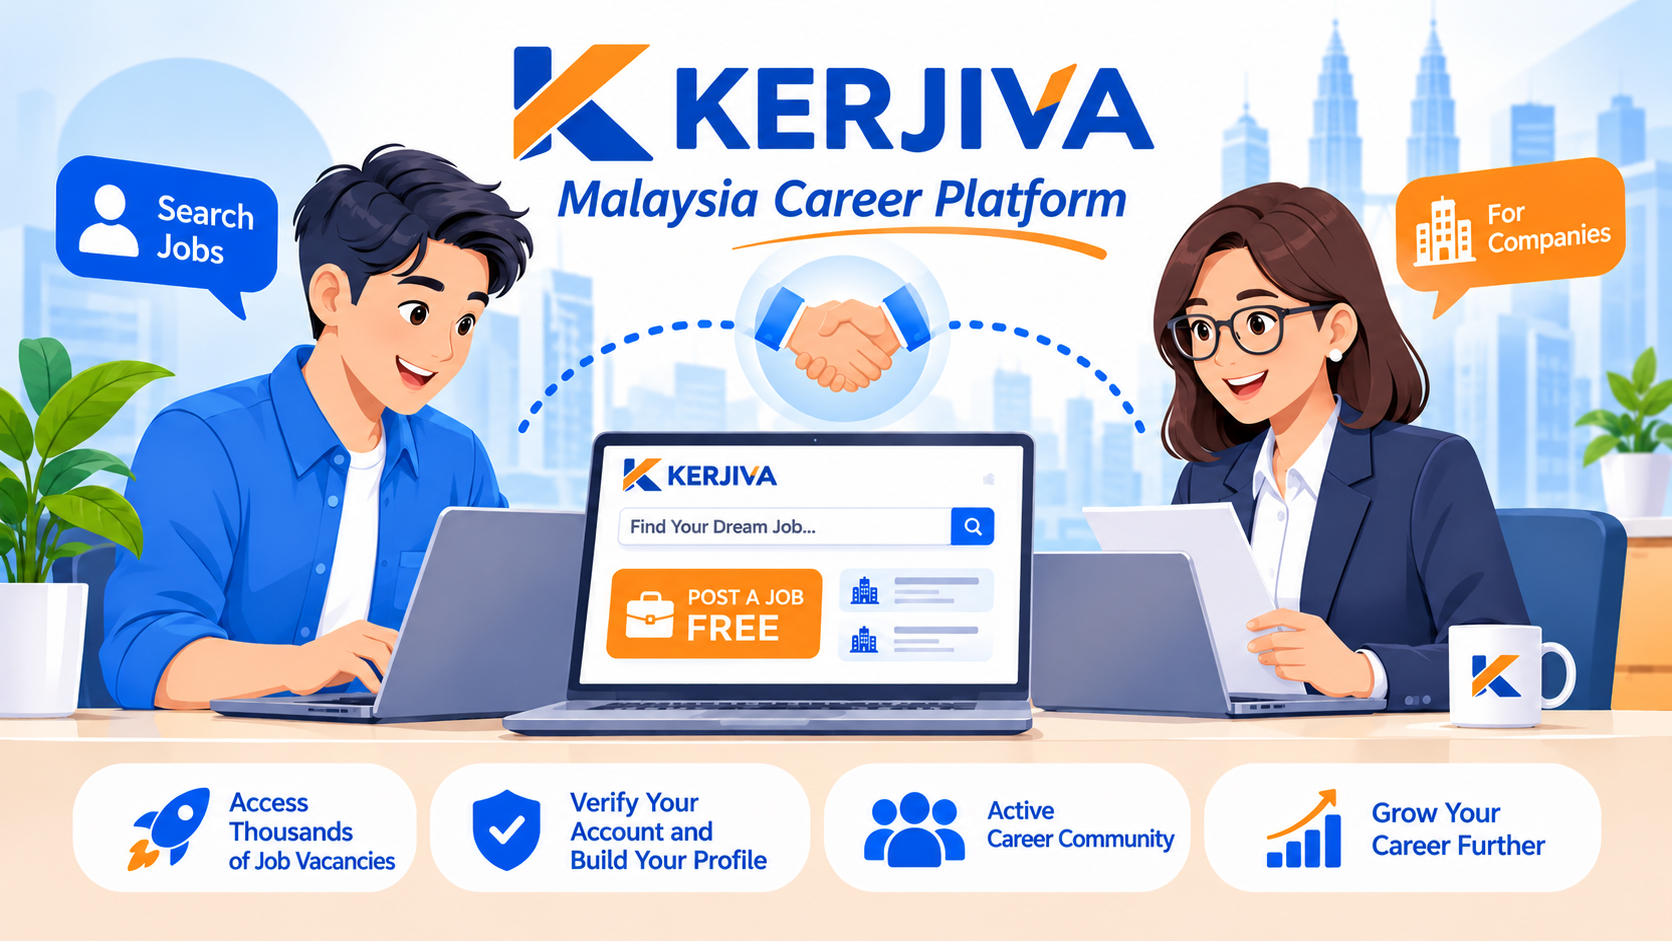 KERJIVA
Malaysia Career Platform
Search
Jobs
For
Companies
KERJIVA
Find Your Dream Job...
POST A JOB
FREE
Access
Thousands
of Job Vacancies
Verify Your
Account and
Build Your Profile
Active
Career Community
Grow Your
Career Further